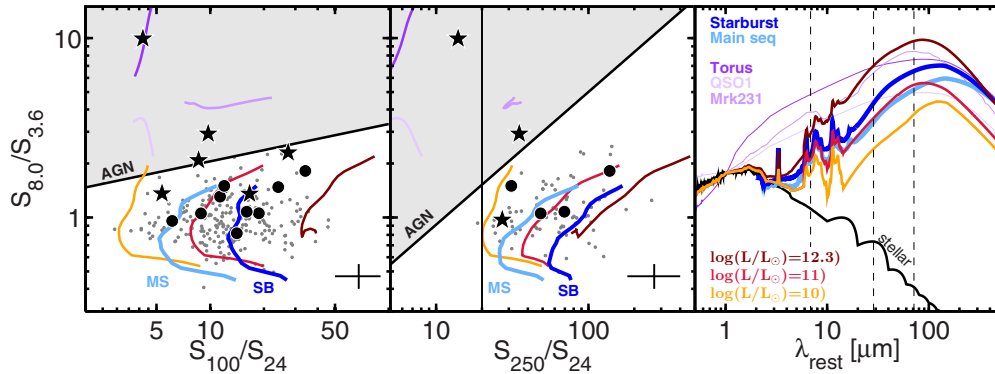 10
1
S8.0/S3.6
AGN
MS
SB
5 10 50
S100/S24
AGN
MS
SB
10 100
S250/S24
Starburst
Main seq
Torus
QSO1
Mrk231
stellar
log(L/L☉)=12.3)
log(L/L☉)=11)
log(L/L☉)=10)
1 10 100
λrest [μm]